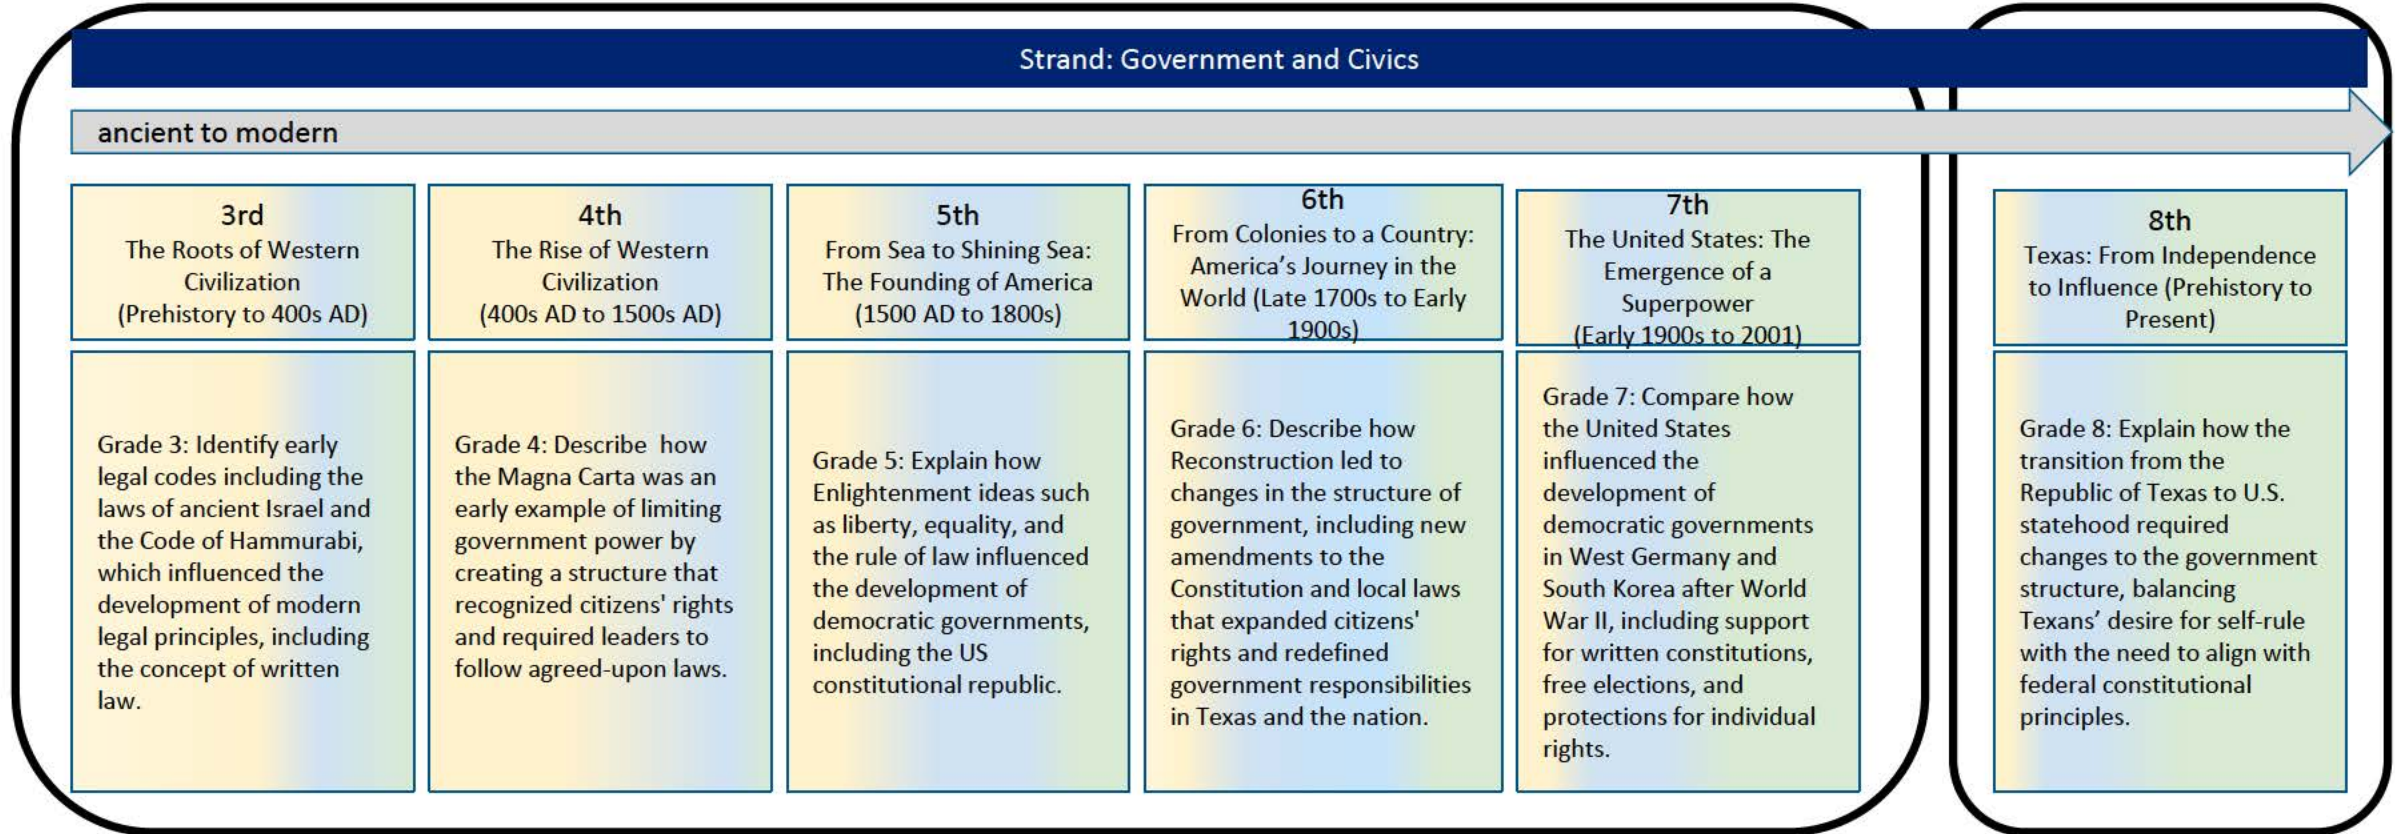 Strand: Government and Civics
ancient to modern
3rd
The Roots of Western
Civilization
(Prehistory to 400s AD)
4th
The Rise of Western
Civilization
(400s AD to 1500s AD)
5th
From Sea to Shining Sea:
The Founding of America
(1500 AD to 1800s)
6th
From Colonies to a Country:
America's Journey in the
World (Late 1700s to Early
1900s)
7th
The United States: The
Emergence of a
Superpower
(Early 1900s to 2001)
8th
Texas: From Independence
to Influence (Prehistory to
Present)
Grade 3: Identify early
legal codes including the
laws of ancient Israel and
the Code of Hammurabi,
which influenced the
development of modern
legal principles, including
the concept of written
law.
Grade 4: Describe  how
the Magna Carta was an
early example of limiting
government power by
creating a structure that
recognized citizens' rights
and required leaders to
follow agreed-upon laws.
Grade 5: Explain how
Enlightenment ideas such
as liberty, equality, and
the rule of law influenced
the development of
democratic governments,
including the US
constitutional republic.
Grade 6: Describe how
Reconstruction led to
changes in the structure of
government, including new
amendments to the
Constitution and local laws
that expanded citizens'
rights and redefined
government responsibilities
in Texas and the nation.
Grade 7: Compare how
the United States
influenced the
development of
democratic governments
in West Germany and
South Korea after World
War II, including support
for written constitutions,
free elections, and
protections for individual
rights.
Grade 8: Explain how the
transition from the
Republic of Texas to U.S.
statehood required
changes to the government
structure, balancing
Texans’ desire for self-rule
with the need to align with
federal constitutional
principles.